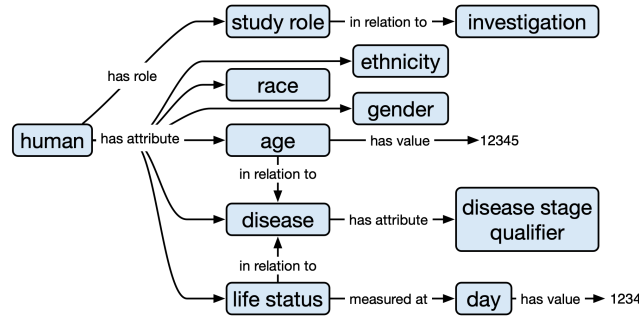 study role
in relation to
investigation
has role
ethnicity
race
gender
human
has attribute
age
has value
12345
in relation to
disease
has attribute
disease stage
qualifier
in relation to
life status
measured at
day
has value
1234